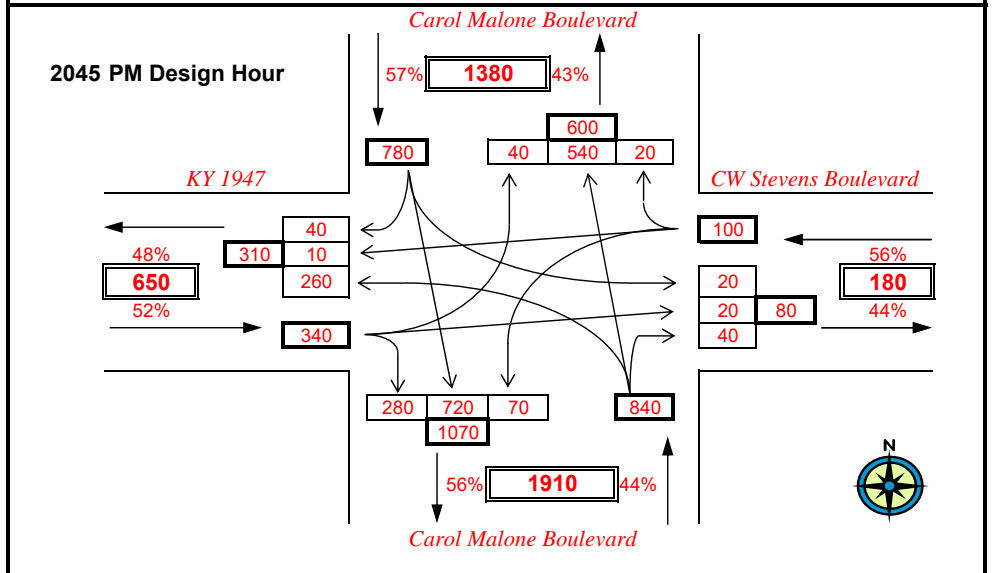 Carol Malone Boulevard
2045 PM Design Hour
57% 1380 43%
600
780 40 540 20
KY 1947 CW Stevens Boulevard
40 100
48% 310 10 56%
650 260 20 180
52% 20 80 44%
340 40
280 720 70 840
1070
N
56% 1910 44%
Carol Malone Boulevard